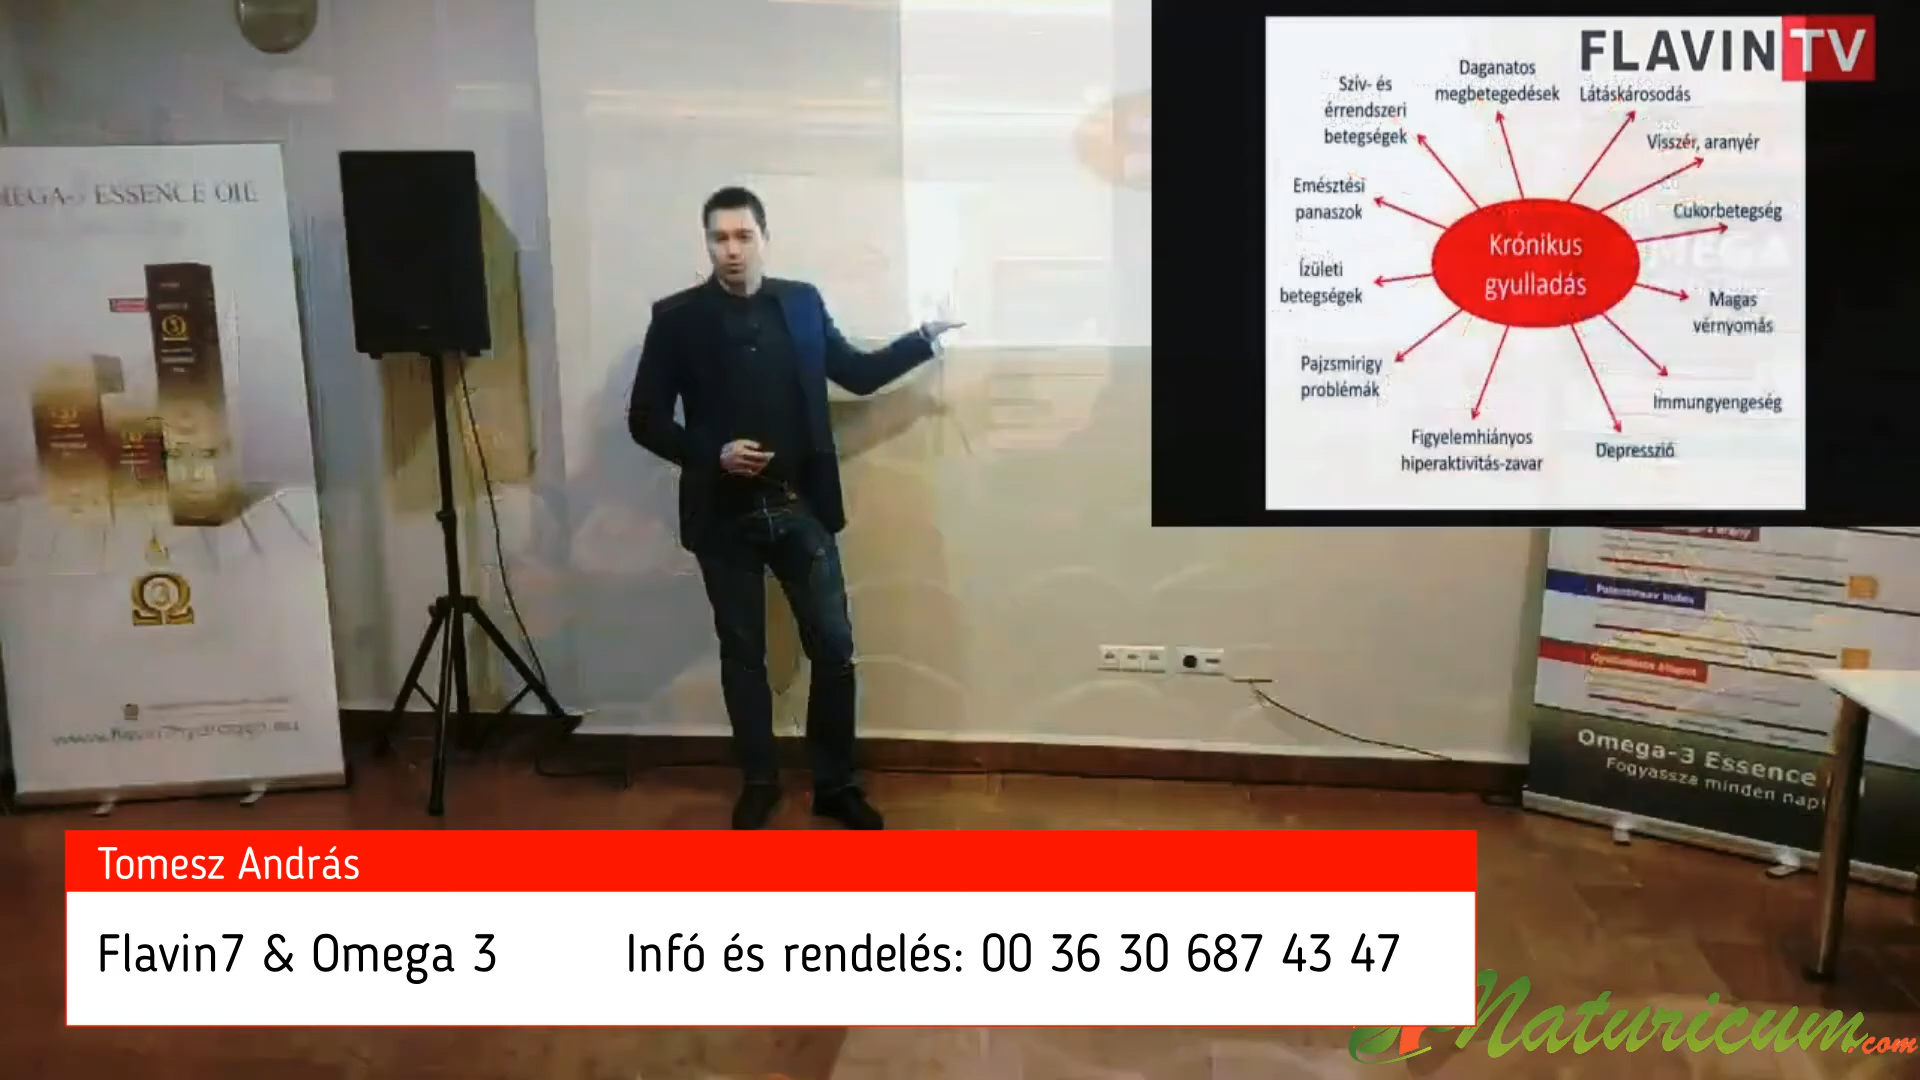 FLAVIN TV
Daganatos
megbetegedések
Látáskárosodás
Szív- és
érrendszeri
betegségek
Visszér, aranyér
Emésztési
panaszok
Cukorbetegség
Krónikus
gyulladás
Ízületi
betegségek
Magas
vérnyomás
Pajzsmirigy
problémák
Immungyengeség
Figyelemhiányos
hiperaktivitás-zavar
Depresszió
ESSENCE OIL
Omega-3 Essence
Fogyassza minden nap!
Tomesz András
Flavin7 & Omega 3
Infó és rendelés: 00 36 30 687 43 47
Naturicum.com